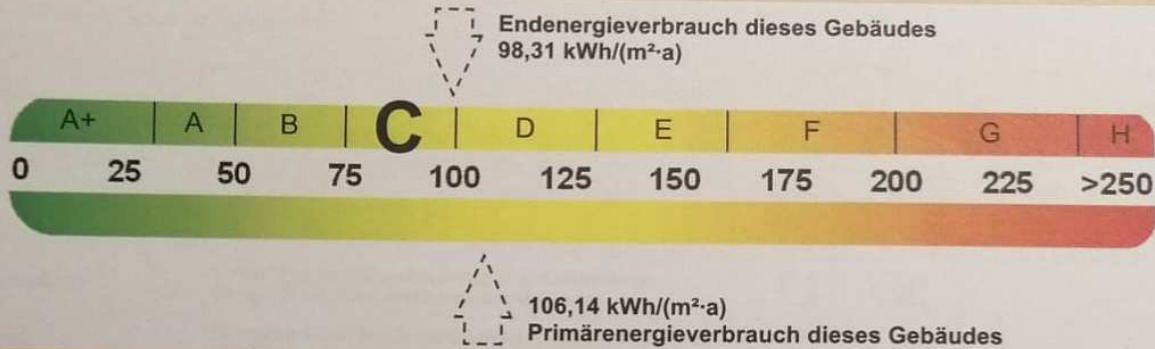 Endenergieverbrauch dieses Gebäudes
98,31 kWh/(m²·a)
A+ A B C D E F G H
0 25 50 75 100 125 150 175 200 225 >250
106,14 kWh/(m²·a)
Primärenergieverbrauch dieses Gebäudes